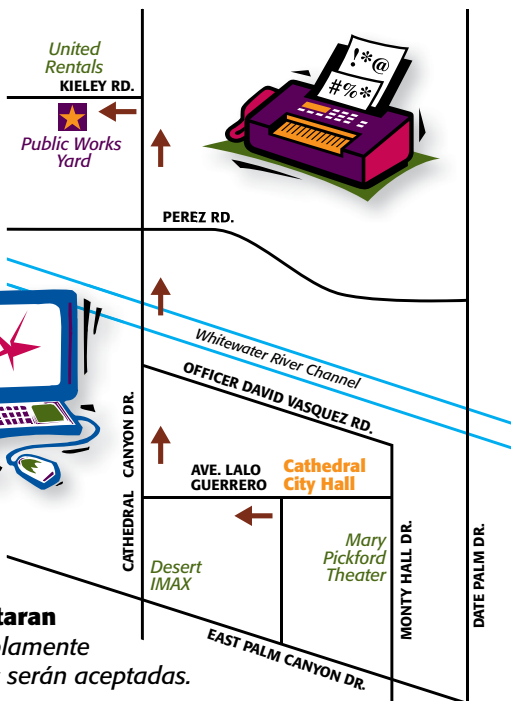 United
Rentals
KIELEY RD.
Public Works
Yard
!*@
#%*
PEREZ RD.
Whitewater River Channel
OFFICER DAVID VASQUEZ RD.
CATHEDRAL CANYON DR.
AVE. LALO
GUERRERO
Cathedral
City Hall
Desert
IMAX
Mary
Pickford
Theater
MONTY HALL DR.
DATE PALM DR.
EAST PALM CANYON DR.
serán aceptadas.